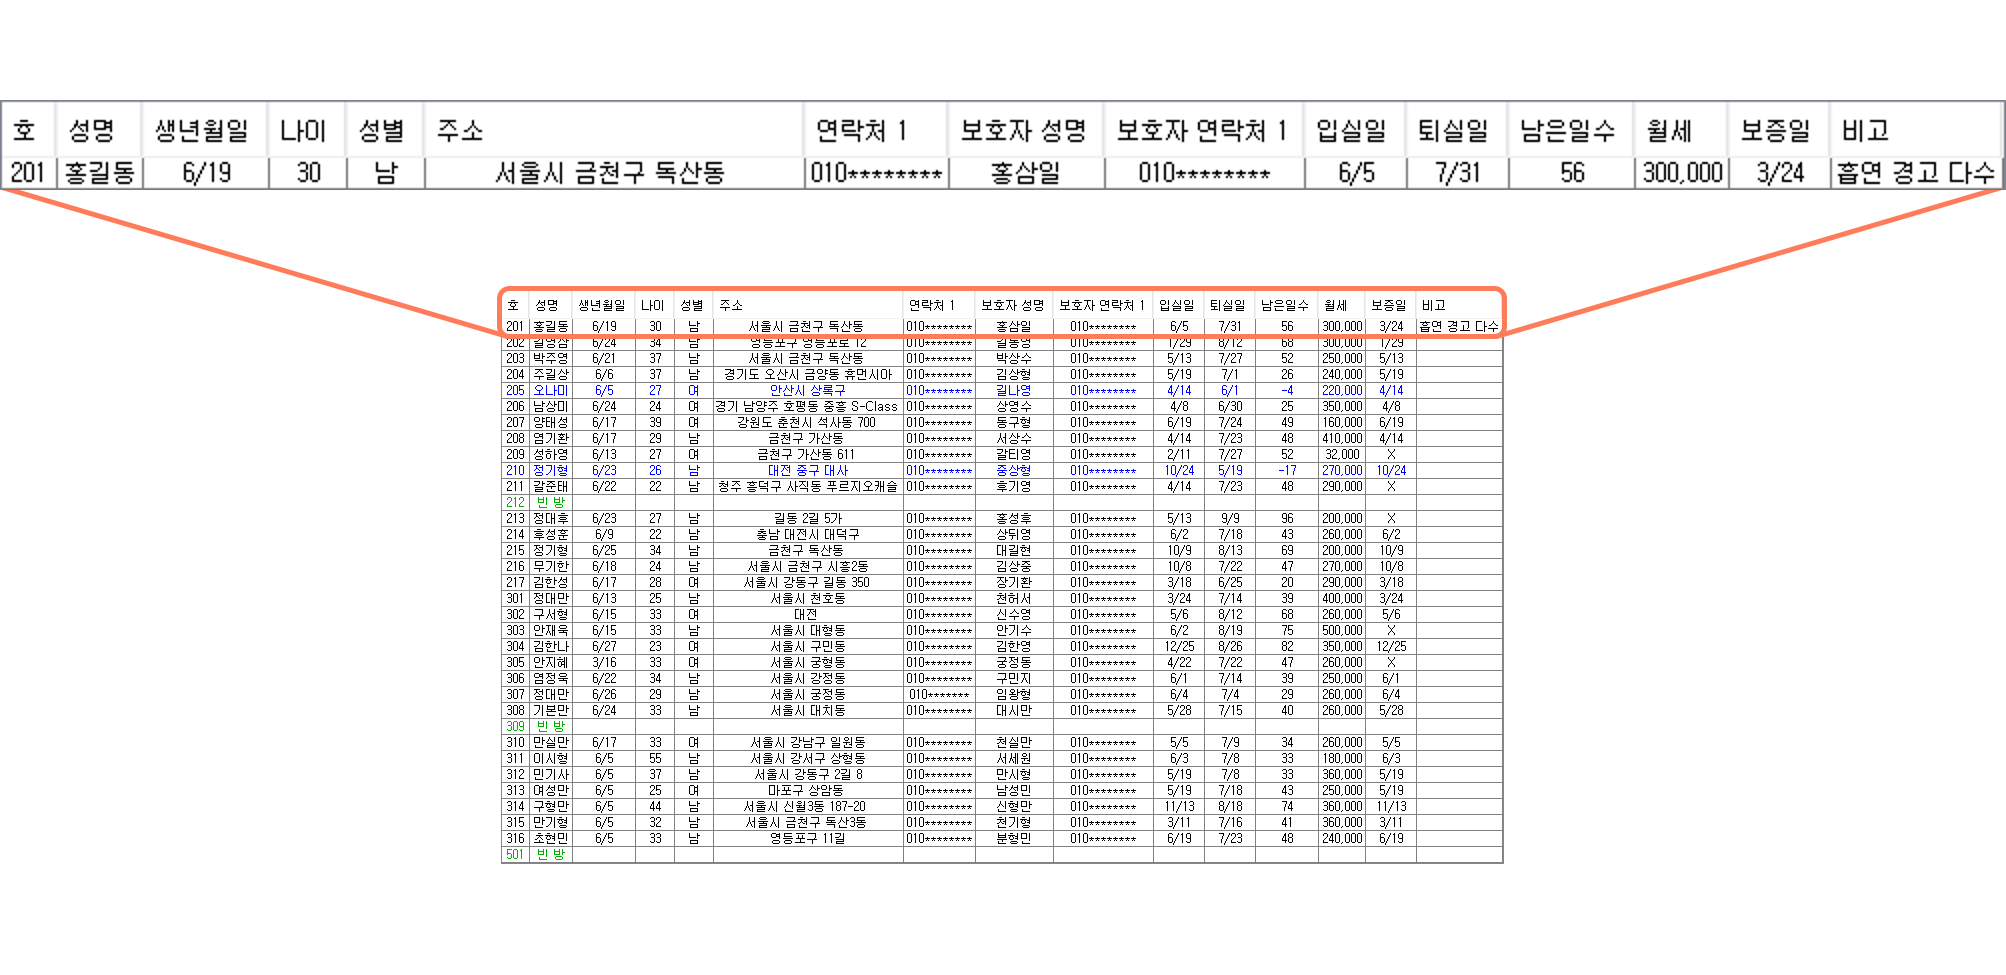 호 성명 생년월일 나이 성별 주소 연락처 1 보호자 성명 보호자 연락처 1 입실일 퇴실일 남은일수 월세 보증일 비고
201 홍길동 6/19 30 남 서울시 금천구 독산동 010******** 홍삼일 010******** 6/5 7/31 56 300,000 3/24 흡연 경고 다수
호 성명 생년월일 나이 성별 주소 연락처 1 보호자 성명 보호자 연락처 1 입실일 퇴실일 남은일수 월세 보증일 비고
201 홍길동 6/19 30 남 서울시 금천구 독산동 010******** 홍삼일 010******** 6/5 7/31 56 300,000 3/24 흡연 경고 다수
202 길영삼 6/24 34 남 영등포구 영등포로 12 010******** 길동영 010******** 1/29 8/12 68 300,000 1/29
203 박주영 6/21 37 남 서울시 금천구 독산동 010******** 박상수 010******** 5/13 7/27 52 250,000 5/13
204 주길상 6/6 37 남 경기도 오산시 금양동 휴먼시아 010******** 김상형 010******** 5/19 7/1 26 240,000 5/19
205 오나미 6/5 27 여 안산시 상록구 010******** 길나영 010******** 4/14 6/1 -4 220,000 4/14
206 남상미 6/24 24 여 경기 남양주 호평동 중흥 S-Class 010******** 상영수 010******** 4/8 6/30 25 350,000 4/8
207 양태성 6/17 39 여 강원도 춘천시 석사동 700 010******** 동구형 010******** 6/19 7/24 49 160,000 6/19
208 염기환 6/17 29 남 금천구 가산동 010******** 서상수 010******** 4/14 7/23 48 410,000 4/14
209 성하영 6/13 27 여 금천구 가산동 611 010******** 갈티영 010******** 2/11 7/27 52 32,000 X
210 정기형 6/23 26 남 대전 중구 대사 010******** 중상형 010******** 10/24 5/19 -17 270,000 10/24
211 갈준태 6/22 22 남 청주 흥덕구 사직동 푸르지오캐슬 010******** 후기영 010******** 4/14 7/23 48 290,000 X
212 빈 방
213 정대후 6/23 27 남 길동 2길 5가 010******** 홍성후 010******** 5/13 9/9 96 200,000 X
214 후성훈 6/9 22 남 충남 대전시 대덕구 010******** 상뒤영 010******** 6/2 7/18 43 260,000 6/2
215 정기형 6/25 34 남 금천구 독산동 010******** 대길현 010******** 10/9 8/13 69 200,000 10/9
216 무기한 6/18 24 남 서울시 금천구 시흥2동 010******** 김상중 010******** 10/8 7/22 47 270,000 10/8
217 김한성 6/17 28 여 서울시 강동구 길동 350 010******** 장기환 010******** 3/18 6/25 20 290,000 3/18
301 정대만 6/13 25 남 서울시 천호동 010******** 천허서 010******** 3/24 7/14 39 400,000 3/24
302 구서형 6/15 33 여 대전 010******** 신수영 010******** 5/6 8/12 68 260,000 5/6
303 안재욱 6/15 33 남 서울시 대형동 010******** 안기수 010******** 6/2 8/19 75 500,000 X
304 김한나 6/27 23 여 서울시 구민동 010******** 김한영 010******** 12/25 8/26 82 350,000 12/25
305 안지혜 3/16 33 여 서울시 궁형동 010******** 궁정동 010******** 4/22 7/22 47 260,000 X
306 염정욱 6/22 34 남 서울시 강정동 010******** 구민지 010******** 6/1 7/14 39 250,000 6/1
307 정대만 6/26 29 남 서울시 궁정동 010******* 임왕형 010******** 6/4 7/4 29 260,000 6/4
308 기본만 6/24 33 남 서울시 대치동 010******** 대시만 010******** 5/28 7/15 40 260,000 5/28
309 빈 방
310 만실만 6/17 33 여 서울시 강남구 일원동 010******** 천실만 010******** 5/5 7/9 34 260,000 5/5
311 이시형 6/5 55 남 서울시 강서구 상형동 010******** 서세원 010******** 6/3 7/8 33 180,000 6/3
312 민기사 6/5 37 남 서울시 강동구 2길 8 010******** 만시형 010******** 5/19 7/8 33 360,000 5/19
313 여성만 6/5 25 여 마포구 상암동 010******** 남성민 010******** 5/19 7/18 43 250,000 5/19
314 구형만 6/5 44 남 서울시 신월3동 187-20 010******** 신형만 010******** 11/13 8/18 74 360,000 11/13
315 만기형 6/5 32 남 서울시 금천구 독산3동 010******** 천기형 010******** 3/11 7/16 41 360,000 3/11
316 초현민 6/5 33 남 영등포구 11길 010******** 분형민 010******** 6/19 7/23 48 240,000 6/19
501 빈 방